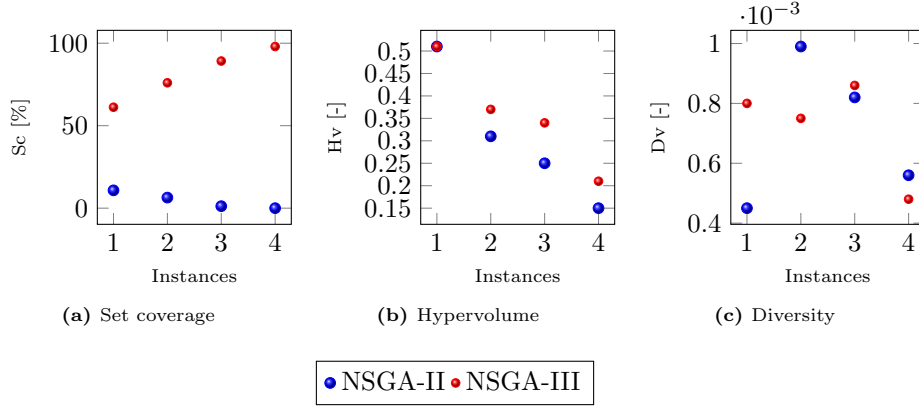 100
50
0
Sc [%]
1 2 3 4
Instances
(a) Set coverage
0.5
0.45
0.4
0.35
0.3
0.25
0.2
0.15
Hv [-]
1 2 3 4
Instances
(b) Hypervolume
·10⁻³
1
0.8
0.6
0.4
Dv [-]
1 2 3 4
Instances
(c) Diversity
NSGA-II NSGA-III